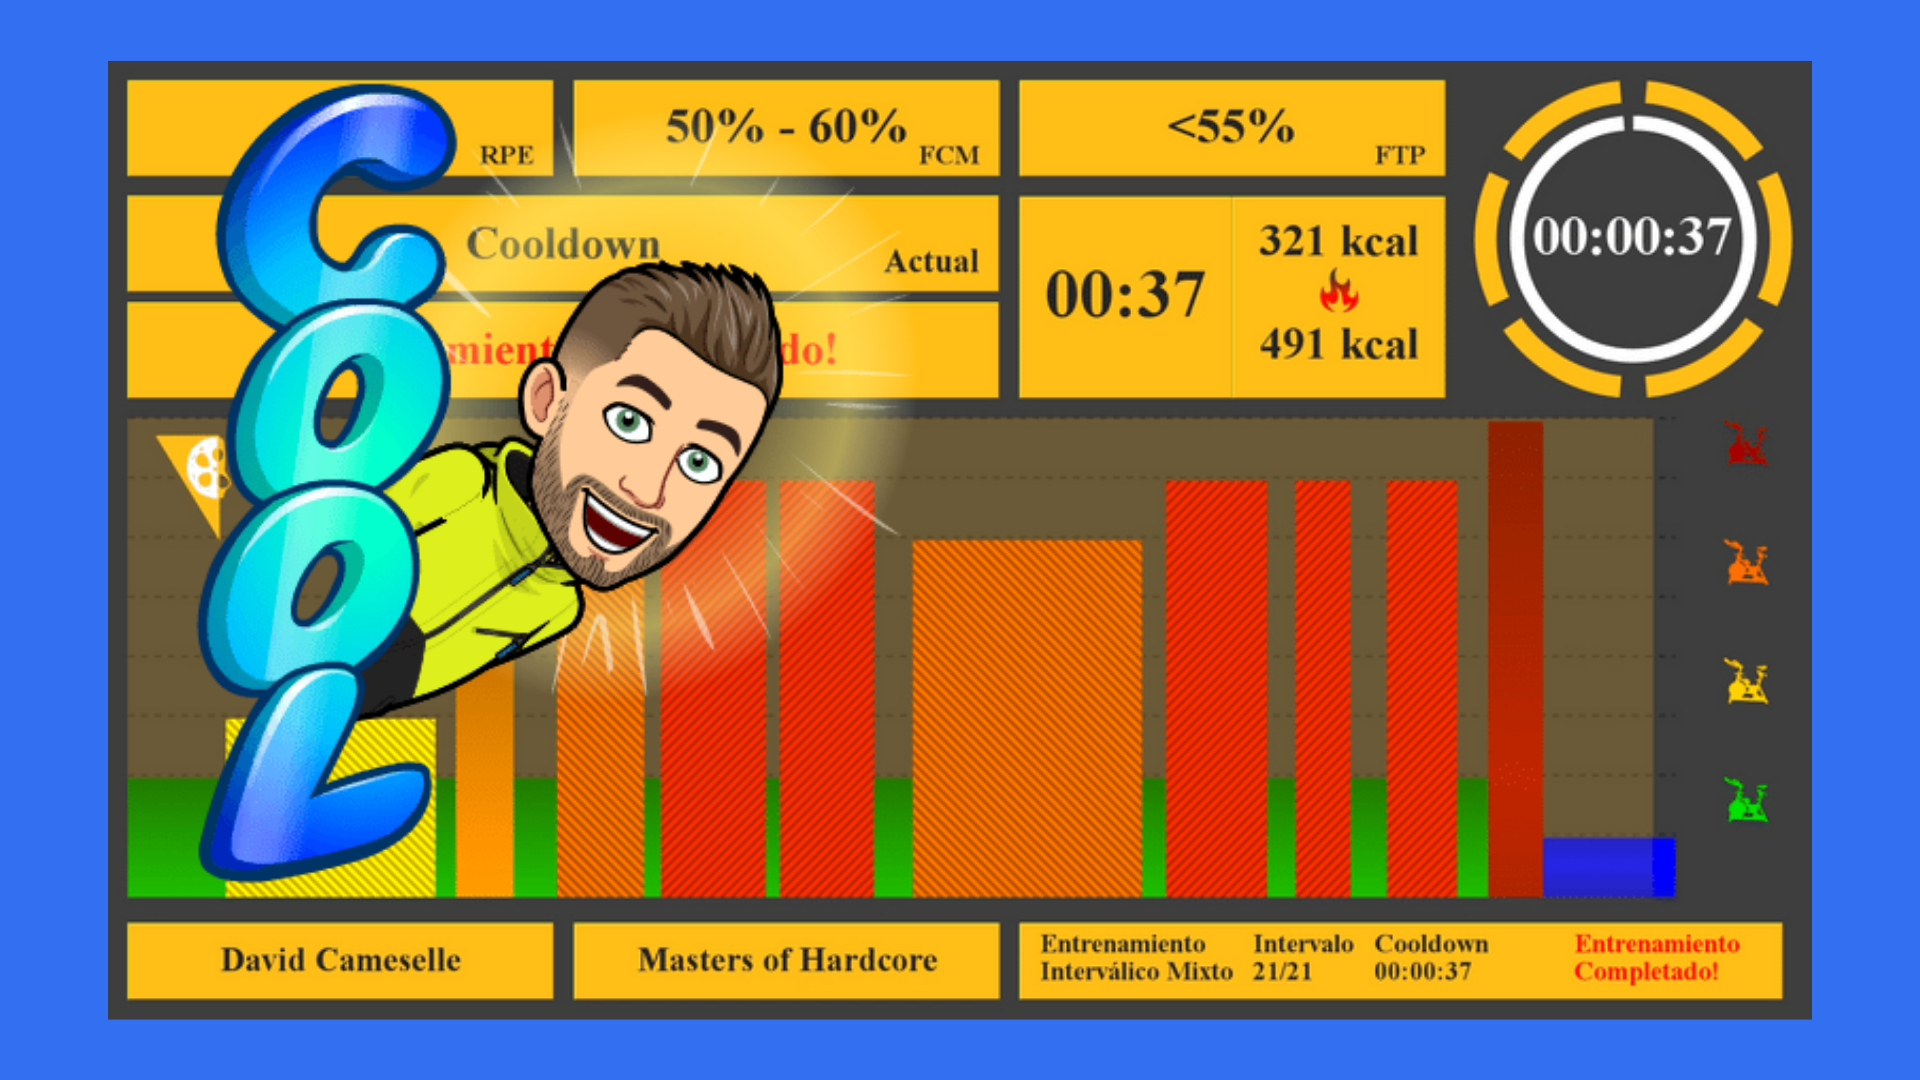 RPE
50% - 60%
FCM
<55%
FTP
Cooldown
Actual
do!
00:37
321 kcal
491 kcal
00:00:37
COOL
David Cameselle
Masters of Hardcore
Entrenamiento
Interválico Mixto
Intervalo
21/21
Cooldown
00:00:37
Entrenamiento
Completado!